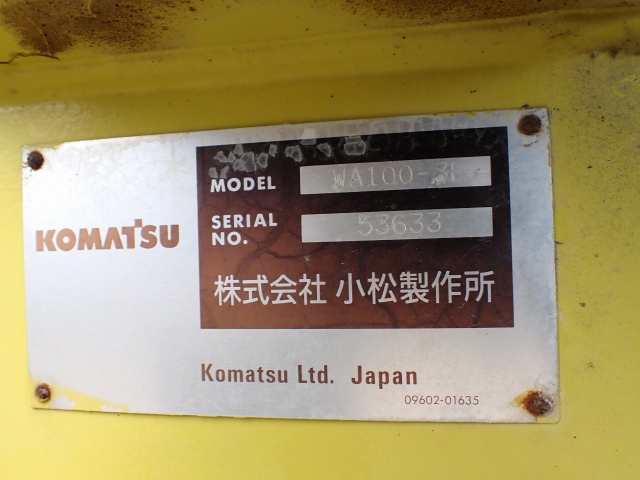 KOMATSU
MODEL WA100-3E
SERIAL NO. 53633
株式会社 小松製作所
Komatsu Ltd. Japan
09602-01635